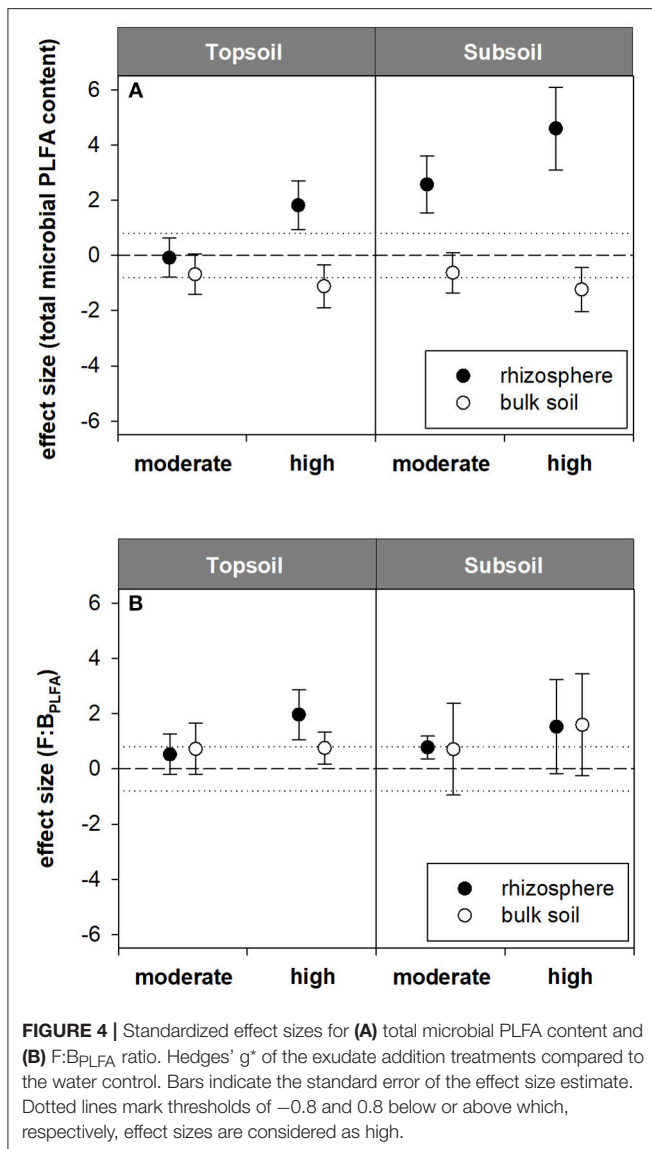 Topsoil Subsoil
A
effect size (total microbial PLFA content)
6
4
2
0
-2
-4
-6
rhizosphere
bulk soil
moderate high moderate high
Topsoil Subsoil
B
effect size (F:B_PLFA)
6
4
2
0
-2
-4
-6
rhizosphere
bulk soil
moderate high moderate high
FIGURE 4 | Standardized effect sizes for (A) total microbial PLFA content and
(B) F:B_PLFA ratio. Hedges' g* of the exudate addition treatments compared to
the water control. Bars indicate the standard error of the effect size estimate.
Dotted lines mark thresholds of −0.8 and 0.8 below or above which,
respectively, effect sizes are considered as high.